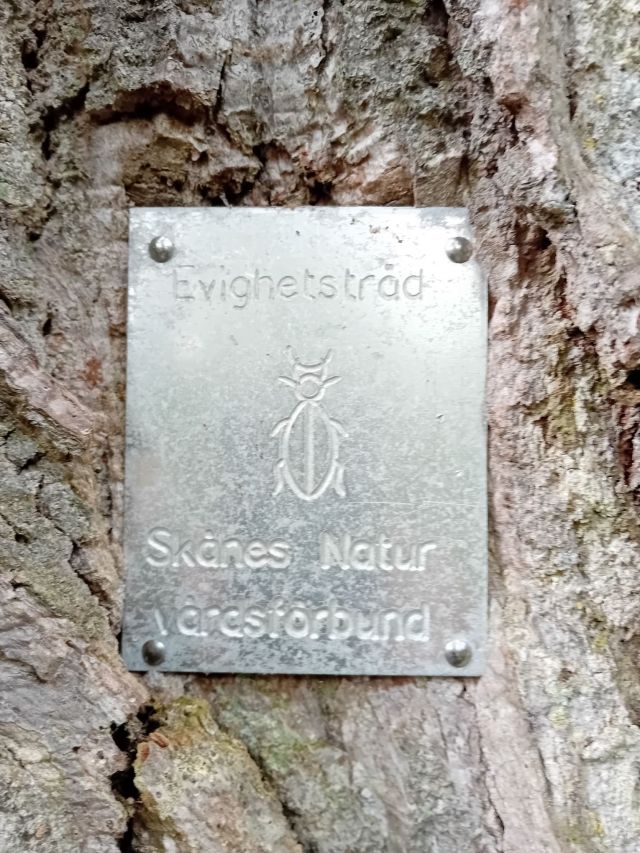 Evighetsträd
Skånes Natur
Vårdsförbund